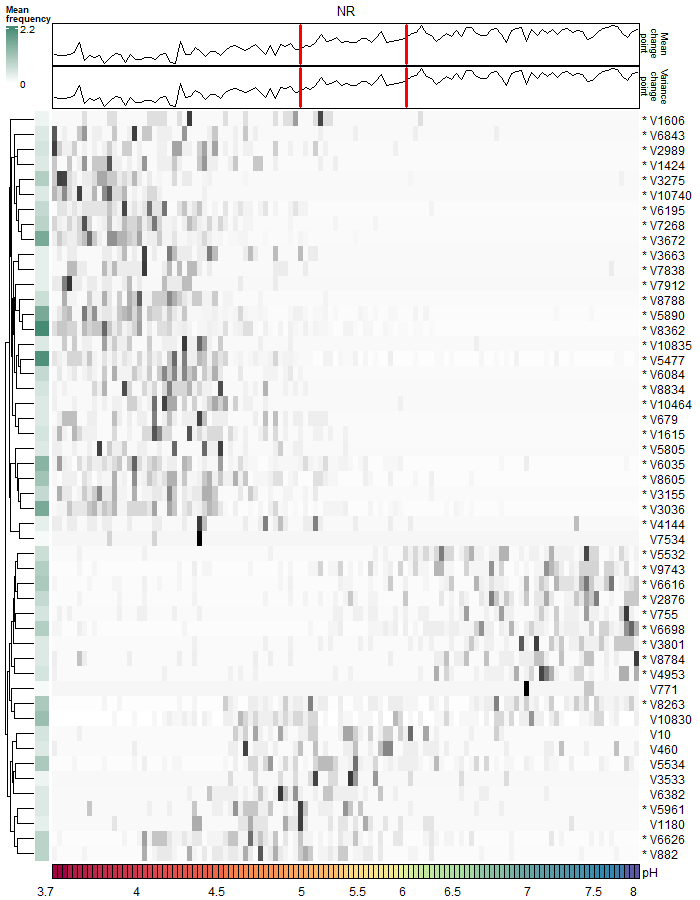 Mean
frequency
2.2
0
NR
Mean
change
point
Variance
change
point
* V1606
* V6843
* V2989
* V1424
* V3275
* V10740
* V6195
* V7268
* V3672
* V3663
* V7838
* V7912
* V8788
* V5890
* V8362
* V10835
* V5477
* V6084
* V8834
* V10464
* V679
* V1615
* V5805
* V6035
* V8605
* V3155
* V3036
* V4144
V7534
* V5532
* V9743
* V6616
* V2876
* V755
* V6698
* V3801
* V8784
* V4953
V771
* V8263
V10830
V10
V460
V5534
V3533
V6382
* V5961
V1180
* V6626
* V882
pH
3.7 4 4.5 5 5.5 6 6.5 7 7.5 8